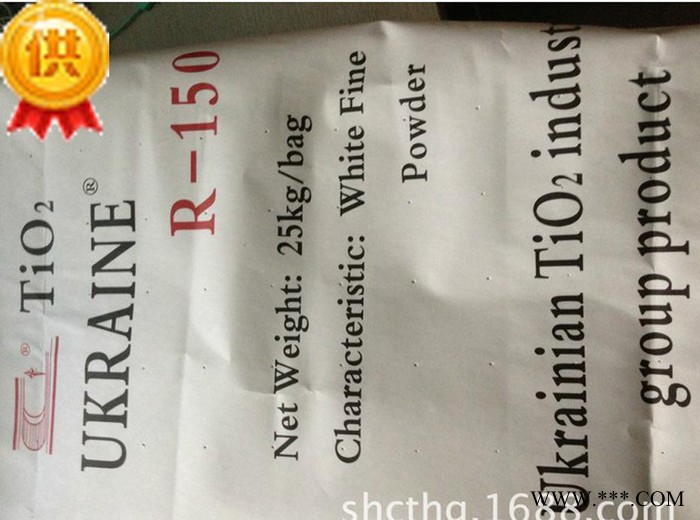 供
TiO2
UKRAINE®
R-150
Net Weight: 25kg/bag
Characteristic: White Fine
Powder
Ukrainian TiO2 indust
group product
shcthg.1688.com
www.***.COM